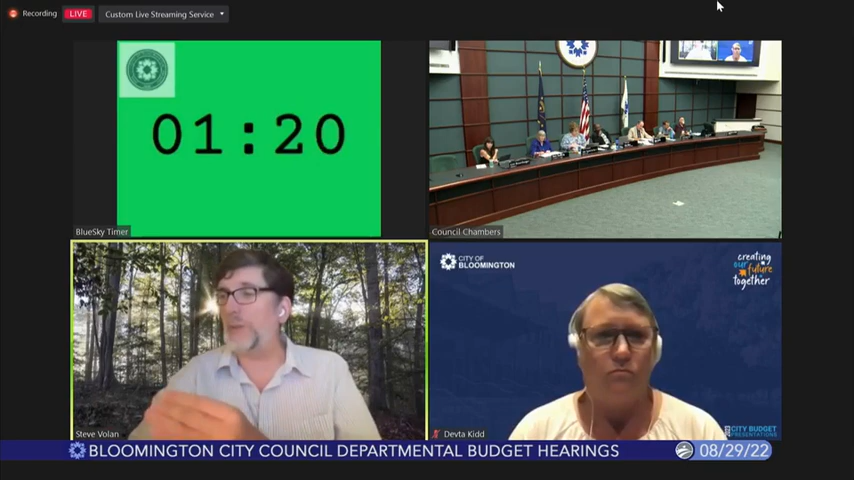 Recording
LIVE
Custom Live Streaming Service
01:20
BlueSky Timer
Council Chambers
CITY OF
BLOOMINGTON
creating
our future
together
Steve Volan
Devta Kidd
CITY BUDGET
PRESENTATIONS
BLOOMINGTON CITY COUNCIL DEPARTMENTAL BUDGET HEARINGS
08/29/22